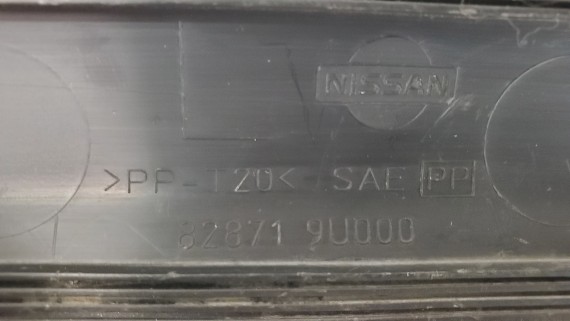 NISSAN
>PP-T20< SAE PP
82871 9U000